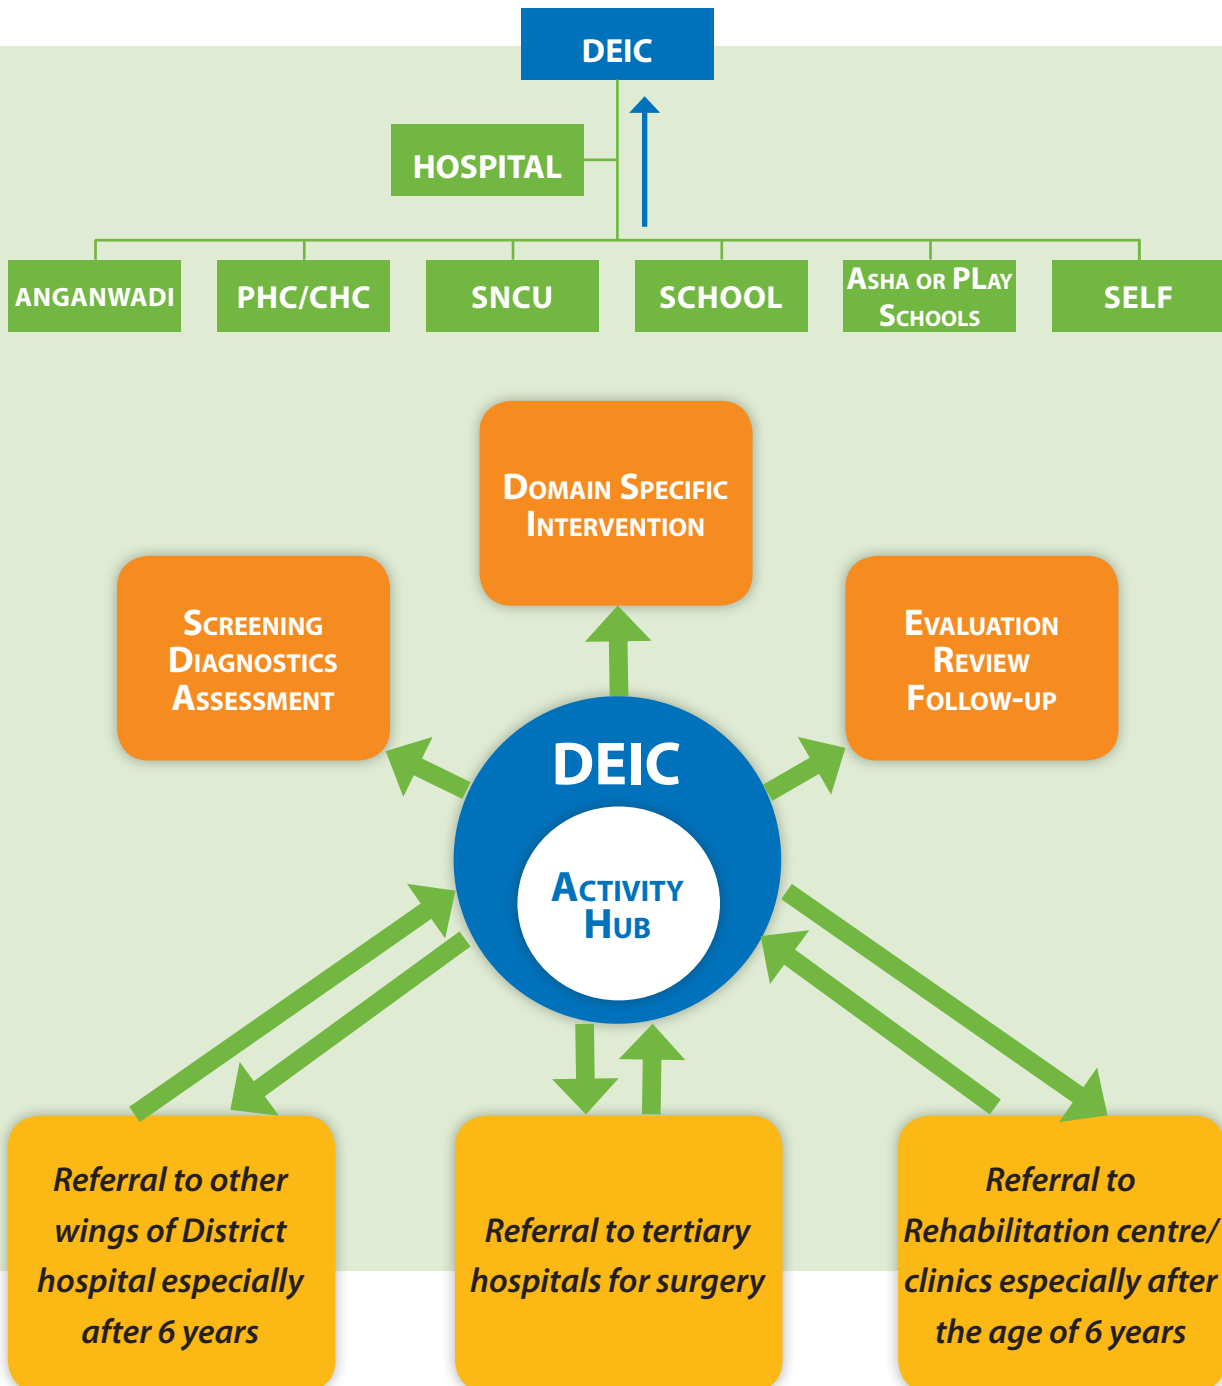 DEIC
HOSPITAL
ANGANWADI
PHC/CHC
SNCU
SCHOOL
ASHA OR PLAY
SCHOOLS
SELF
DOMAIN SPECIFIC
INTERVENTION
SCREENING
DIAGNOSTICS
ASSESSMENT
EVALUATION
REVIEW
FOLLOW-UP
DEIC
ACTIVITY
HUB
Referral to other
wings of District
hospital especially
after 6 years
Referral to tertiary
hospitals for surgery
Referral to
Rehabilitation centre/
clinics especially after
the age of 6 years